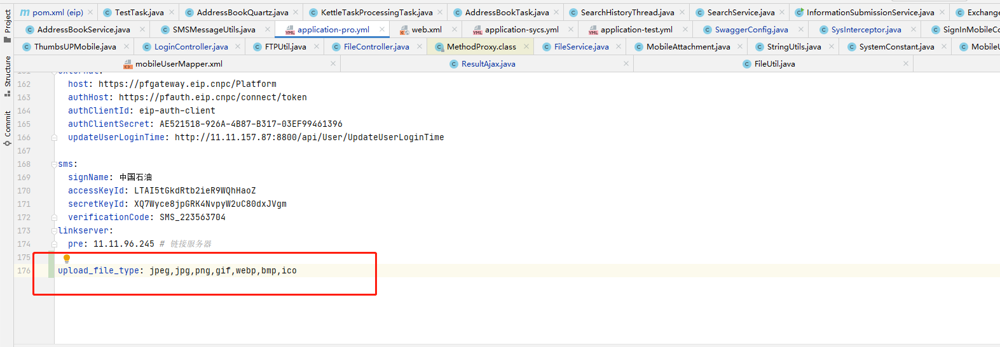 Project
Structure
Commit
pom.xml (eip)
TestTask.java
AddressBookQuartz.java
KettleTaskProcessingTask.java
AddressBookTask.java
SearchHistoryThread.java
SearchService.java
InformationSubmissionService.java
Exchange
AddressBookService.java
SMSMessageUtils.java
application-pro.yml
web.xml
application-sycs.yml
application-test.yml
SwaggerConfig.java
SysInterceptor.java
SignInMobileCo
ThumbsUPMobile.java
LoginController.java
FTPUtil.java
FileController.java
MethodProxy.class
FileService.java
MobileAttachment.java
StringUtils.java
SystemConstant.java
MobileU
mobileUserMapper.xml
ResultAjax.java
FileUtil.java
162 host: https://pfgateway.eip.cnpc/Platform
163 authHost: https://pfauth.eip.cnpc/connect/token
164 authClientId: eip-auth-client
165 authClientSecret: AE521518-926A-4B87-B317-03EF99461396
166 updateUserLoginTime: http://11.11.157.87:8800/api/User/UpdateUserLoginTime
167
168 sms:
169 signName: 中国石油
170 accessKeyId: LTAI5tGkdRtb2ieR9WQhHaoZ
171 secretKeyId: XQ7Wyce8jpGRK4NvpyW2uC80dxJVgm
172 verificationCode: SMS_223563704
173 linkserver:
174 pre: 11.11.96.245 # 链接服务器
175
176 upload_file_type: jpeg,jpg,png,gif,webp,bmp,ico